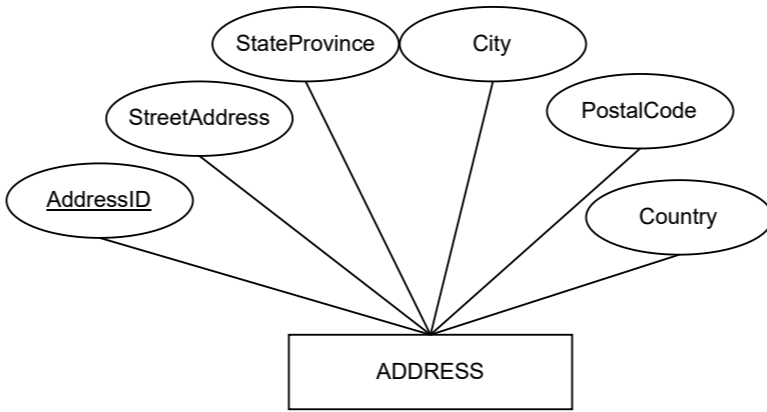 StateProvince
City
StreetAddress
PostalCode
AddressID
Country
ADDRESS